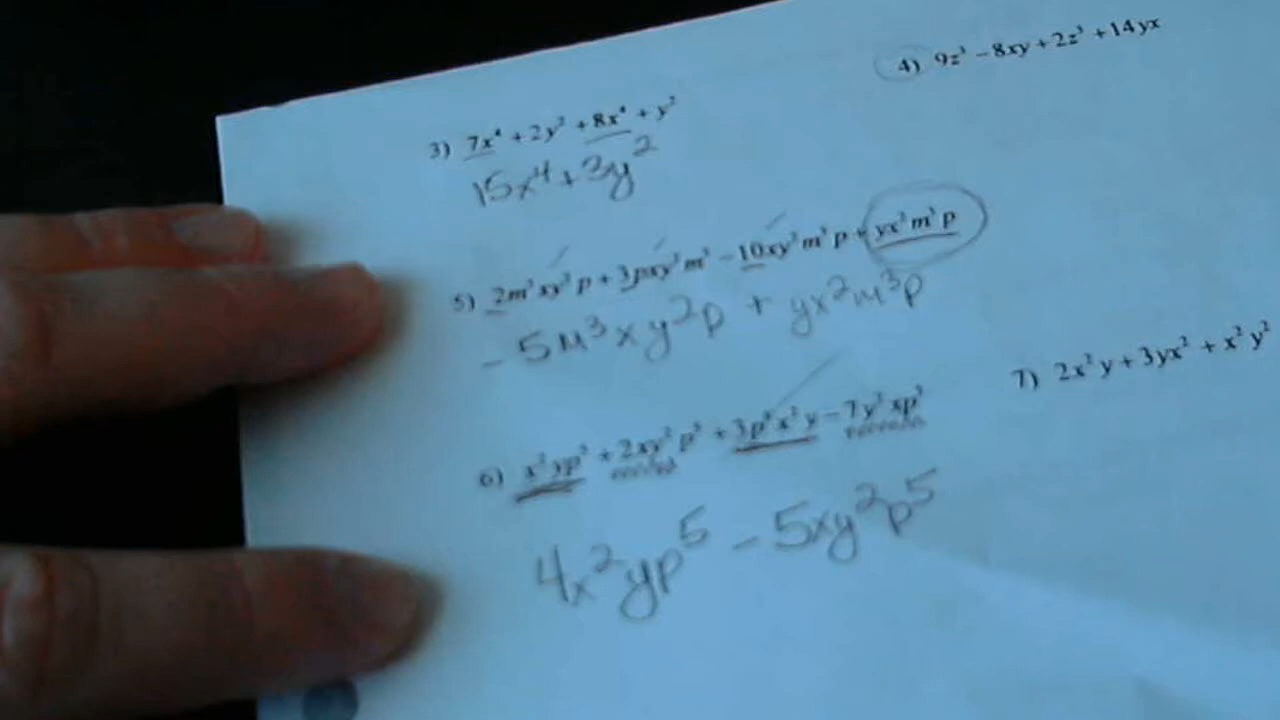 4) 9z³ – 8xy + 2z³ + 14yx
3) 7x⁴ + 2y² + 8x⁴ + y²
15x⁴ + 3y²
5) 2m³xy²p + 3pxy²m³ – 10xy²m³p + yx²m³p
– 5m³xy²p + yx²m³p
7) 2x²y + 3yx² + x²y²
6) x²yp⁵ + 2xy²p⁵ + 3p⁵x²y – 7y²xp⁵
4x²yp⁵ – 5xy²p⁵